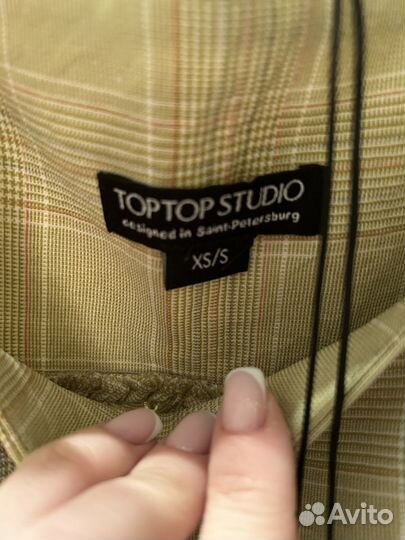 TOPTOP STUDIO
designed in Saint-Petersburg
XS/S
Avito